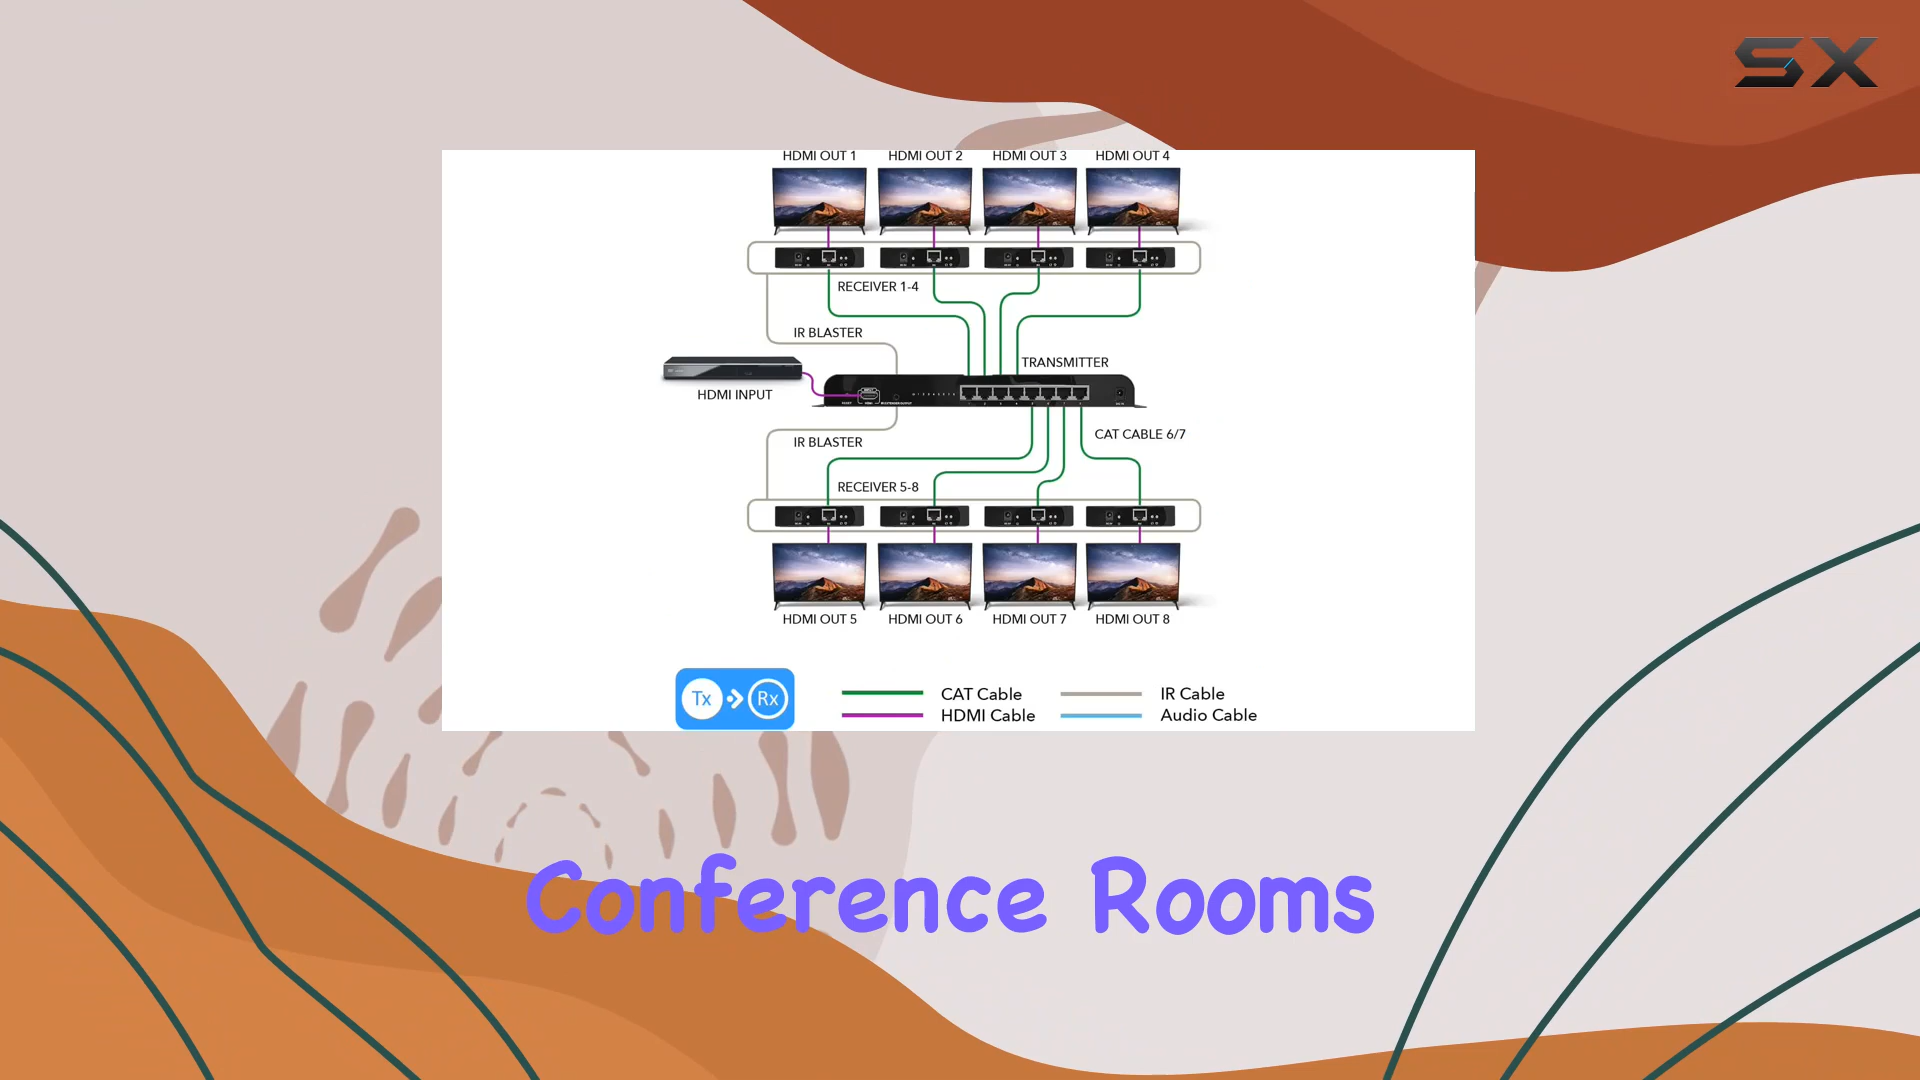 SX
HDMI OUT 1 HDMI OUT 2 HDMI OUT 3 HDMI OUT 4
RECEIVER 1-4
IR BLASTER
TRANSMITTER
HDMI INPUT
IR BLASTER
CAT CABLE 6/7
RECEIVER 5-8
HDMI OUT 5 HDMI OUT 6 HDMI OUT 7 HDMI OUT 8
Tx Rx
CAT Cable IR Cable
HDMI Cable Audio Cable
Conference Rooms